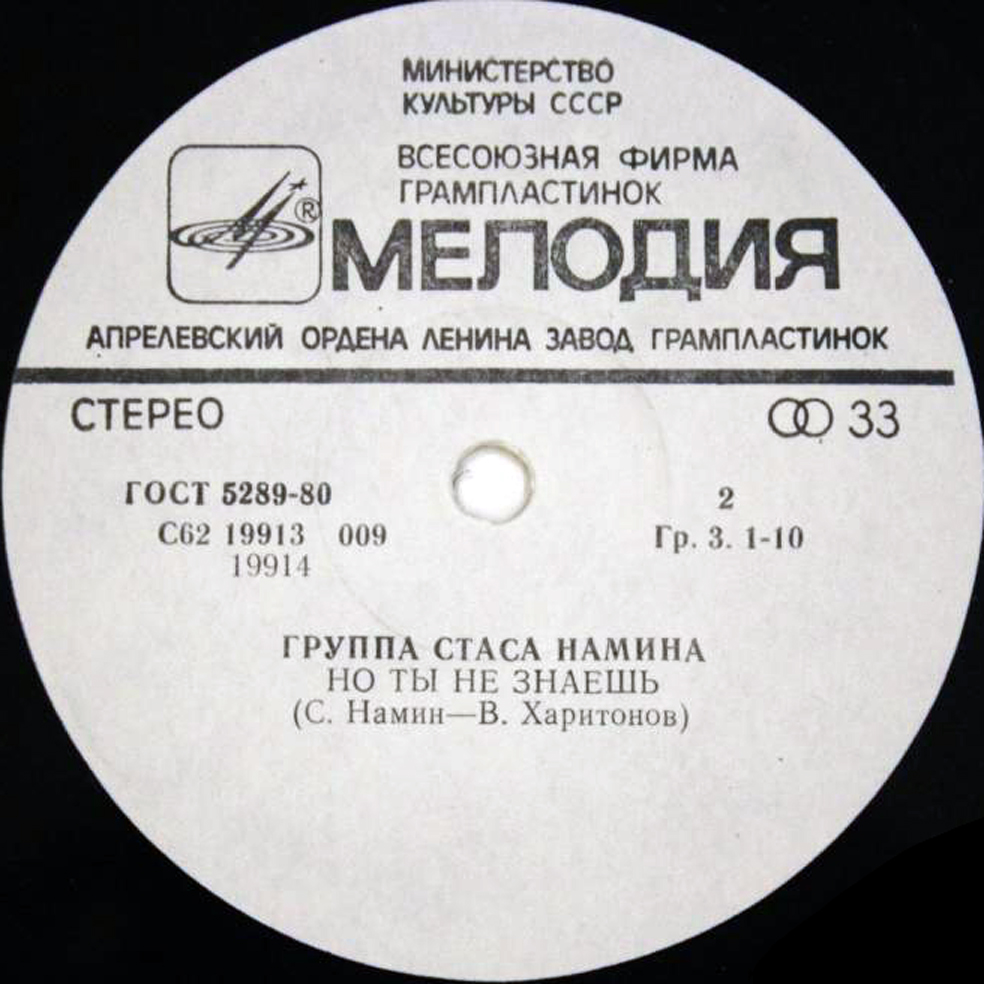 МИНИСТЕРСТВО
КУЛЬТУРЫ СССР
ВСЕСОЮЗНАЯ ФИРМА
ГРАМПЛАСТИНОК
®
МЕЛОДИЯ
АПРЕЛЕВСКИЙ ОРДЕНА ЛЕНИНА ЗАВОД ГРАМПЛАСТИНОК
СТЕРЕО 33
ГОСТ 5289-80 2
С62 19913 009 Гр. 3. 1-10
19914
ГРУППА СТАСА НАМИНА
НО ТЫ НЕ ЗНАЕШЬ
(С. Намин—В. Харитонов)